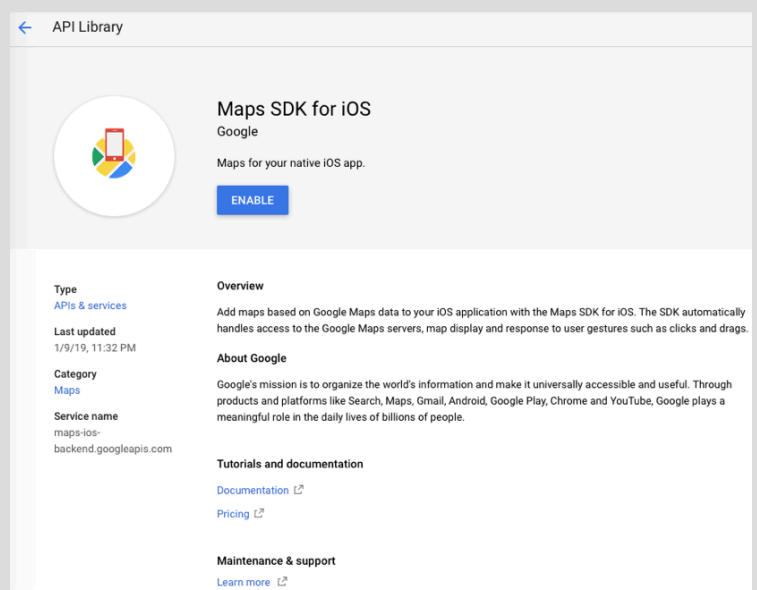 API Library
Maps SDK for iOS
Google
Maps for your native iOS app.
ENABLE
Type
APIs & services
Last updated
1/9/19, 11:32 PM
Category
Maps
Service name
maps-ios-
backend.googleapis.com
Overview
Add maps based on Google Maps data to your iOS application with the Maps SDK for iOS. The SDK automatically
handles access to the Google Maps servers, map display and response to user gestures such as clicks and drags.
About Google
Google's mission is to organize the world's information and make it universally accessible and useful. Through
products and platforms like Search, Maps, Gmail, Android, Google Play, Chrome and YouTube, Google plays a
meaningful role in the daily lives of billions of people.
Tutorials and documentation
Documentation
Pricing
Maintenance & support
Learn more